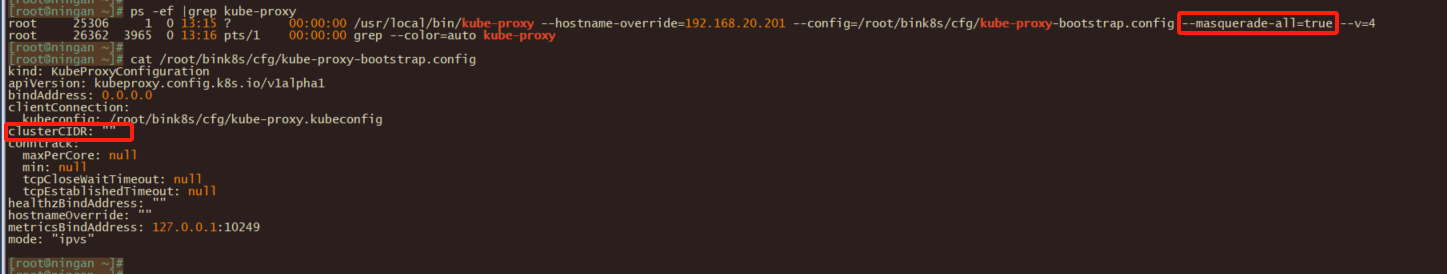 [root@ningan ~]# ps -ef |grep kube-proxy
root 25306 1 0 13:15 ? 00:00:00 /usr/local/bin/kube-proxy --hostname-override=192.168.20.201 --config=/root/bink8s/cfg/kube-proxy-bootstrap.config --masquerade-all=true --v=4
root 26362 3965 0 13:16 pts/1 00:00:00 grep --color=auto kube-proxy
[root@ningan ~]#
[root@ningan ~]# cat /root/bink8s/cfg/kube-proxy-bootstrap.config
kind: KubeProxyConfiguration
apiVersion: kubeproxy.config.k8s.io/v1alpha1
bindAddress: 0.0.0.0
clientConnection:
  kubeconfig: /root/bink8s/cfg/kube-proxy.kubeconfig
clusterCIDR: ""
conntrack:
  maxPerCore: null
  min: null
  tcpCloseWaitTimeout: null
  tcpEstablishedTimeout: null
healthzBindAddress: ""
hostnameOverride: ""
metricsBindAddress: 127.0.0.1:10249
mode: "ipvs"
[root@ningan ~]#
[root@ningan ~]#